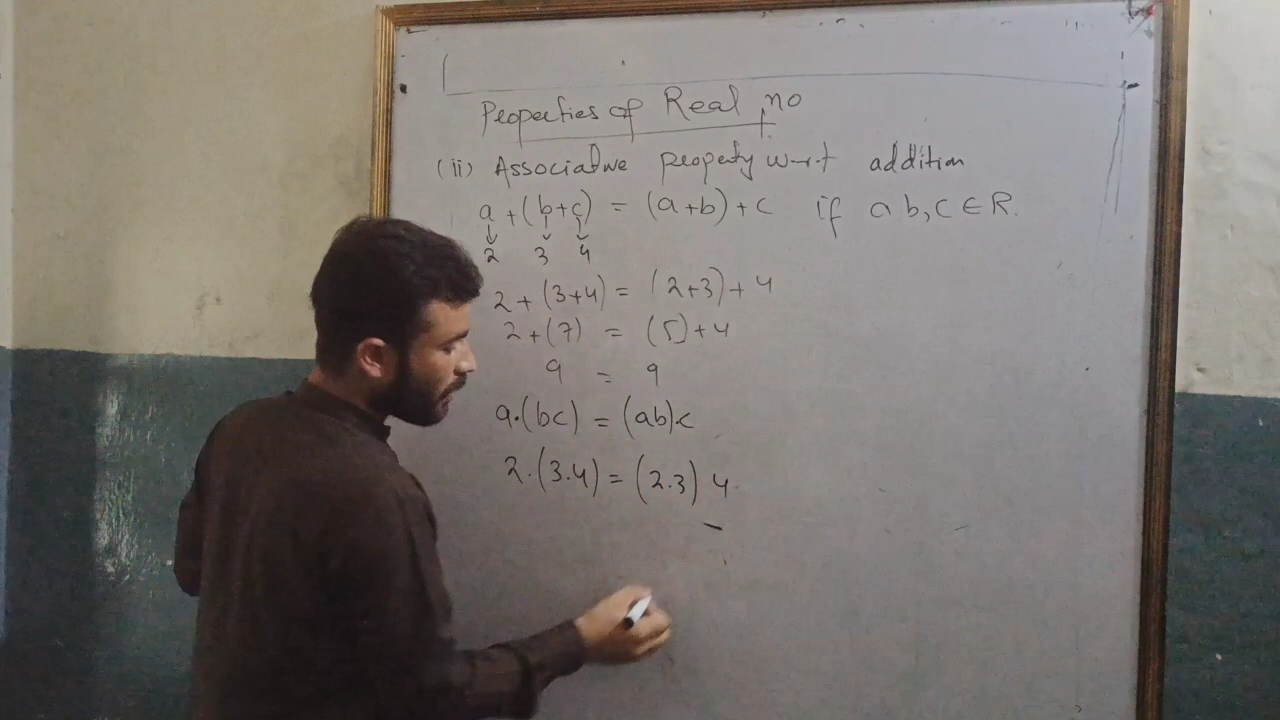 Properties of Real no
(ii) Associative property w-r-t addition
a + (b+c) = (a+b) + c if a b, c ∈ R.
2 3 4
2 + (3+4) = (2+3) + 4
2 + (7) = (5) + 4
9 = 9
a.(bc) = (ab).c
2.(3.4) = (2.3) 4